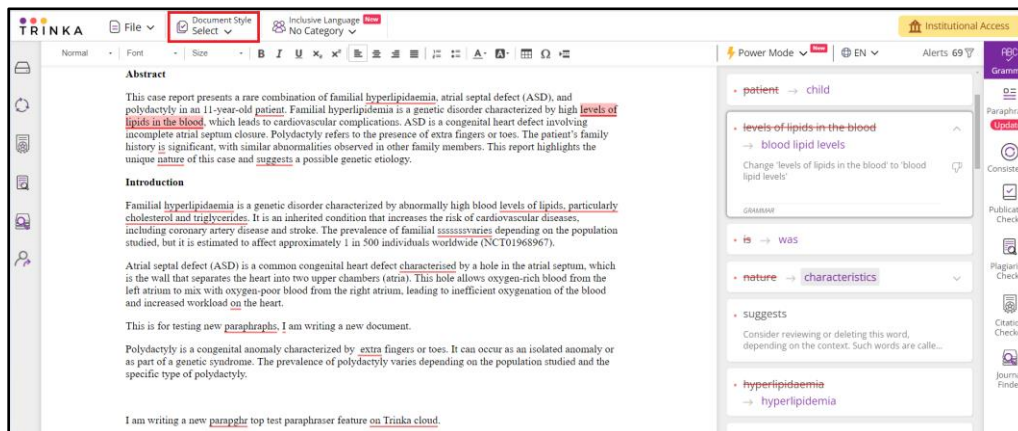 TRINKA
File
Document Style
Select
Inclusive Language New
No Category
Institutional Access
Normal
Font
Size
B I U x₂ x² A A Ω
Power Mode New
EN
Alerts 69
Abstract
This case report presents a rare combination of familial hyperlipidaemia, atrial septal defect (ASD), and
polydactyly in an 11-year-old patient. Familial hyperlipidemia is a genetic disorder characterized by high levels of
lipids in the blood, which leads to cardiovascular complications. ASD is a congenital heart defect involving
incomplete atrial septum closure. Polydactyly refers to the presence of extra fingers or toes. The patient's family
history is significant, with similar abnormalities observed in other family members. This report highlights the
unique nature of this case and suggests a possible genetic etiology.
Introduction
Familial hyperlipidaemia is a genetic disorder characterized by abnormally high blood levels of lipids, particularly
cholesterol and triglycerides. It is an inherited condition that increases the risk of cardiovascular diseases,
including coronary artery disease and stroke. The prevalence of familial sssssssvaries depending on the population
studied, but it is estimated to affect approximately 1 in 500 individuals worldwide (NCT01968967).
Atrial septal defect (ASD) is a common congenital heart defect characterised by a hole in the atrial septum, which
is the wall that separates the heart into two upper chambers (atria). This hole allows oxygen-rich blood from the
left atrium to mix with oxygen-poor blood from the right atrium, leading to inefficient oxygenation of the blood
and increased workload on the heart.
This is for testing new paraphraphs, I am writing a new document.
Polydactyly is a congenital anomaly characterized by extra fingers or toes. It can occur as an isolated anomaly or
as part of a genetic syndrome. The prevalence of polydactyly varies depending on the population studied and the
specific type of polydactyly.
I am writing a new parapghr top test paraphraser feature on Trinka cloud.
patient → child
levels of lipids in the blood
→ blood lipid levels
Change 'levels of lipids in the blood' to 'blood
lipid levels'
GRAMMAR
is → was
nature → characteristics
suggests
Consider reviewing or deleting this word,
depending on the context. Such words are calle...
hyperlipidaemia
→ hyperlipidemia
ABC
Gramm
Paraphra
Update
Consiste
Publicat
Check
Plagiaris
Check
Citatio
Checke
Journa
Finde